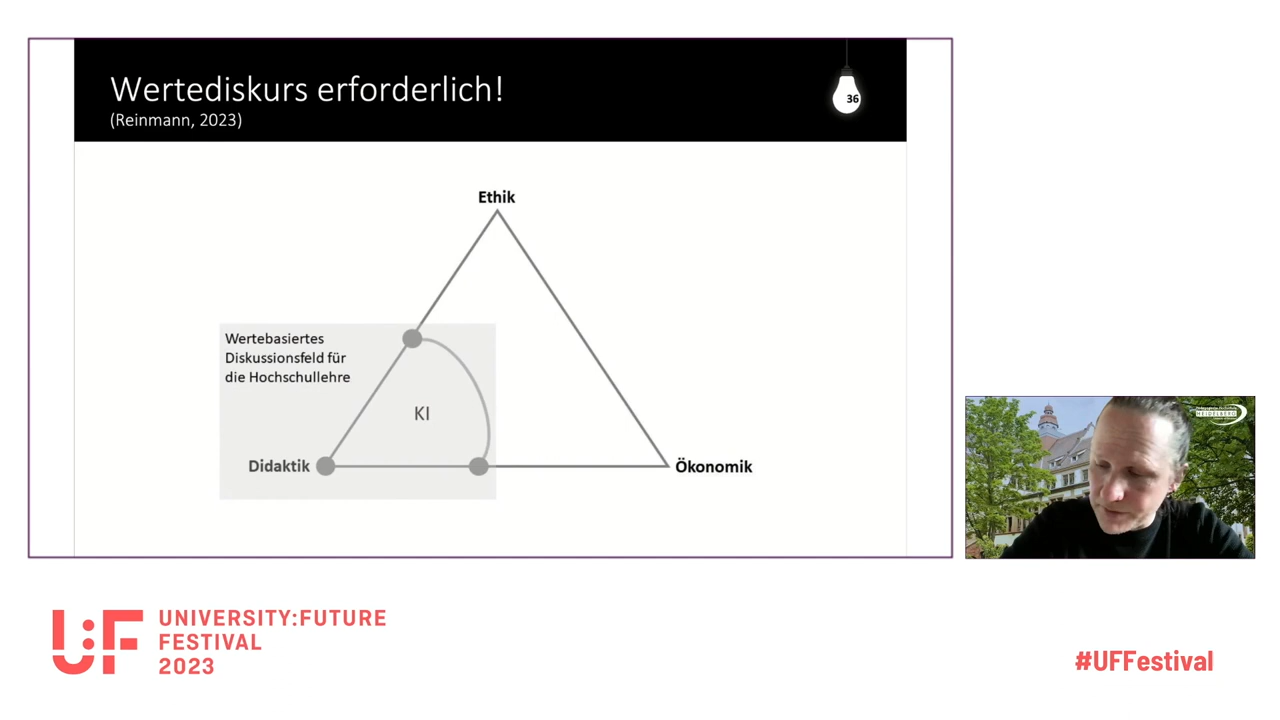 Wertediskurs erforderlich!
(Reinmann, 2023)
36
Ethik
Wertebasiertes
Diskussionsfeld für
die Hochschullehre
KI
Didaktik
Ökonomik
HEIDELBERG
U:F
UNIVERSITY:FUTURE
FESTIVAL
2023
#UFFestival